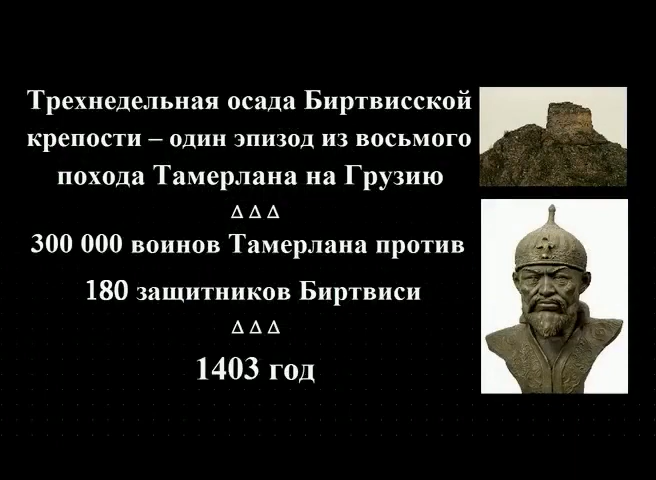 Трехнедельная осада Биртвисской
крепости – один эпизод из восьмого
похода Тамерлана на Грузию
Δ Δ Δ
300 000 воинов Тамерлана против
180 защитников Биртвиси
Δ Δ Δ
1403 год